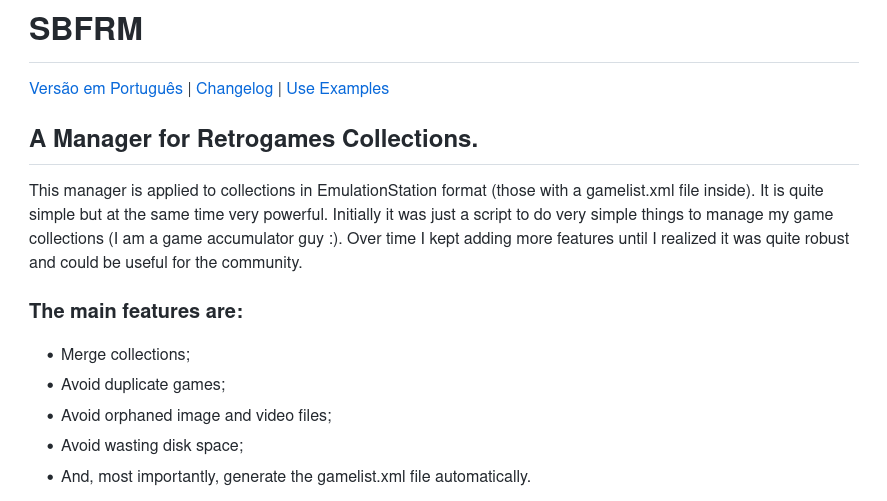 SBFRM
Versão em Português | Changelog | Use Examples
A Manager for Retrogames Collections.
This manager is applied to collections in EmulationStation format (those with a gamelist.xml file inside). It is quite
simple but at the same time very powerful. Initially it was just a script to do very simple things to manage my game
collections (I am a game accumulator guy :). Over time I kept adding more features until I realized it was quite robust
and could be useful for the community.
The main features are:
• Merge collections;
• Avoid duplicate games;
• Avoid orphaned image and video files;
• Avoid wasting disk space;
• And, most importantly, generate the gamelist.xml file automatically.